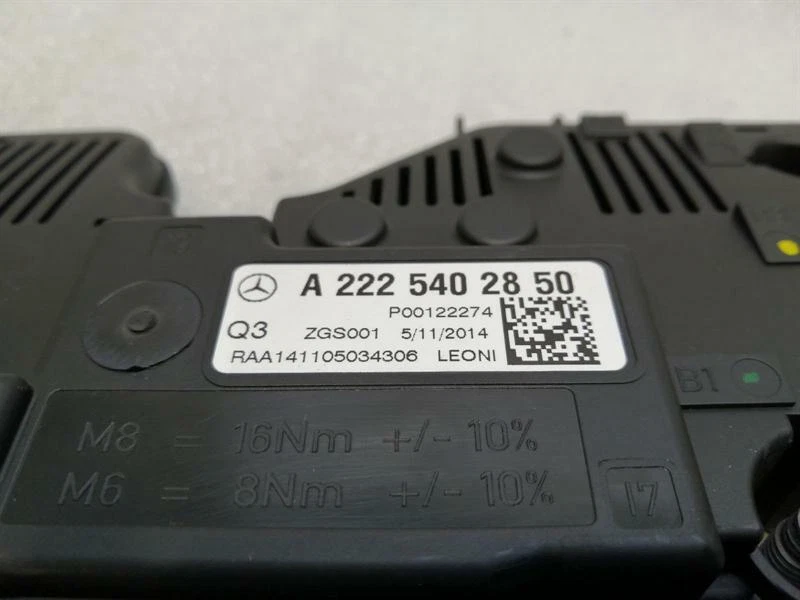 A 222 540 28 50
P00122274
Q3 ZGS001 5/11/2014
RAA141105034306 LEONI
B1
M8 = 16Nm +/- 10%
M6 = 8Nm +/- 10%
17